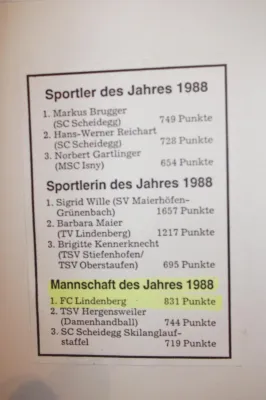 Sportler des Jahres 1988
1. Markus Brugger
(SC Scheidegg) 749 Punkte
2. Hans-Werner Reichart
(SC Scheidegg) 728 Punkte
3. Norbert Gartlinger
(MSC Isny) 654 Punkte
Sportlerin des Jahres 1988
1. Sigrid Wille (SV Maierhöfen-
Grünenbach) 1657 Punkte
2. Barbara Maier
(TV Lindenberg) 1217 Punkte
3. Brigitte Kennerknecht
(TSV Stiefenhofen/
TSV Oberstaufen) 695 Punkte
Mannschaft des Jahres 1988
1. FC Lindenberg 831 Punkte
2. TSV Hergensweiler
(Damenhandball) 744 Punkte
3. SC Scheidegg Skilanglauf-
staffel) 719 Punkte